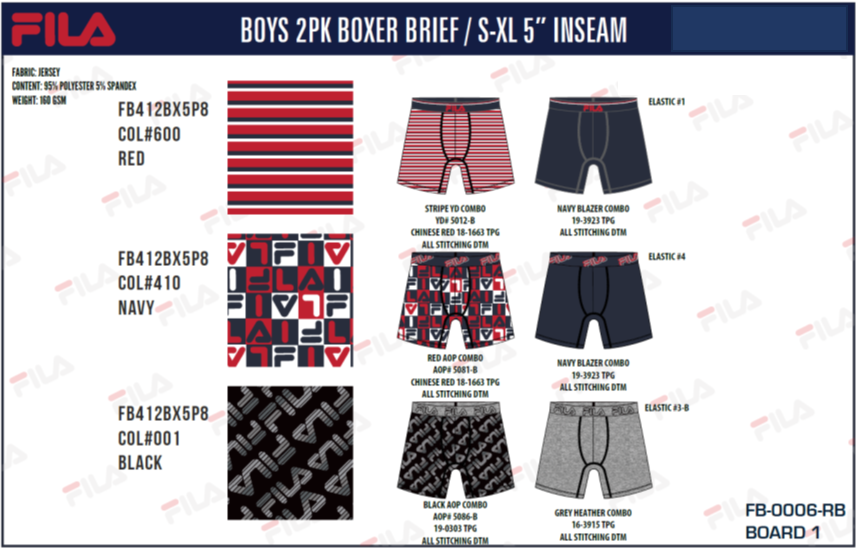 FILA
BOYS 2PK BOXER BRIEF / S-XL 5” INSEAM
FABRIC: JERSEY
CONTENT: 95% POLYESTER 5% SPANDEX
WEIGHT: 160 GSM
FB412BX5P8
COL#600
RED
FILA
ELASTIC #1
STRIPE YD COMBO
YD# 5012-B
CHINESE RED 18-1663 TPG
ALL STITCHING DTM
NAVY BLAZER COMBO
19-3923 TPG
ALL STITCHING DTM
FB412BX5P8
COL#410
NAVY
ELASTIC #4
RED AOP COMBO
AOP# 5081-B
CHINESE RED 18-1663 TPG
ALL STITCHING DTM
NAVY BLAZER COMBO
19-3923 TPG
ALL STITCHING DTM
FB412BX5P8
COL#001
BLACK
FILA FILA FILA
ELASTIC #3-B
BLACK AOP COMBO
AOP# 5086-B
19-0303 TPG
ALL STITCHING DTM
GREY HEATHER COMBO
16-3915 TPG
ALL STITCHING DTM
FB-0006-RB
BOARD 1